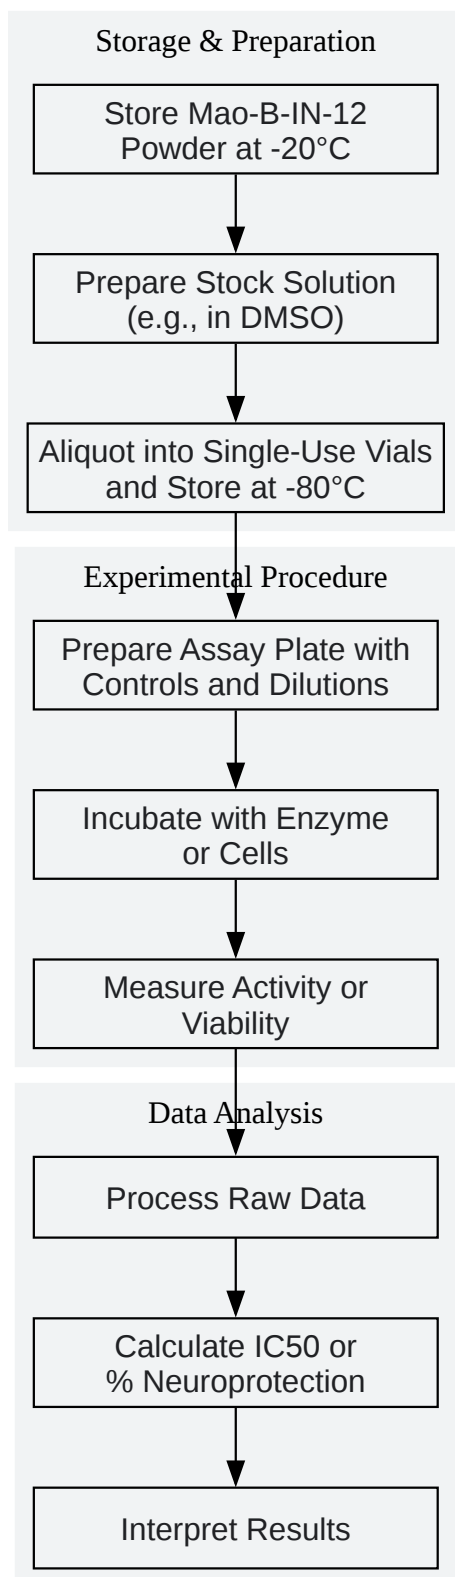 Storage & Preparation
Store Mao-B-IN-12
Powder at -20°C
Prepare Stock Solution
(e.g., in DMSO)
Aliquot into Single-Use Vials
and Store at -80°C
Experimental Procedure
Prepare Assay Plate with
Controls and Dilutions
Incubate with Enzyme
or Cells
Measure Activity or
Viability
Data Analysis
Process Raw Data
Calculate IC50 or
% Neuroprotection
Interpret Results